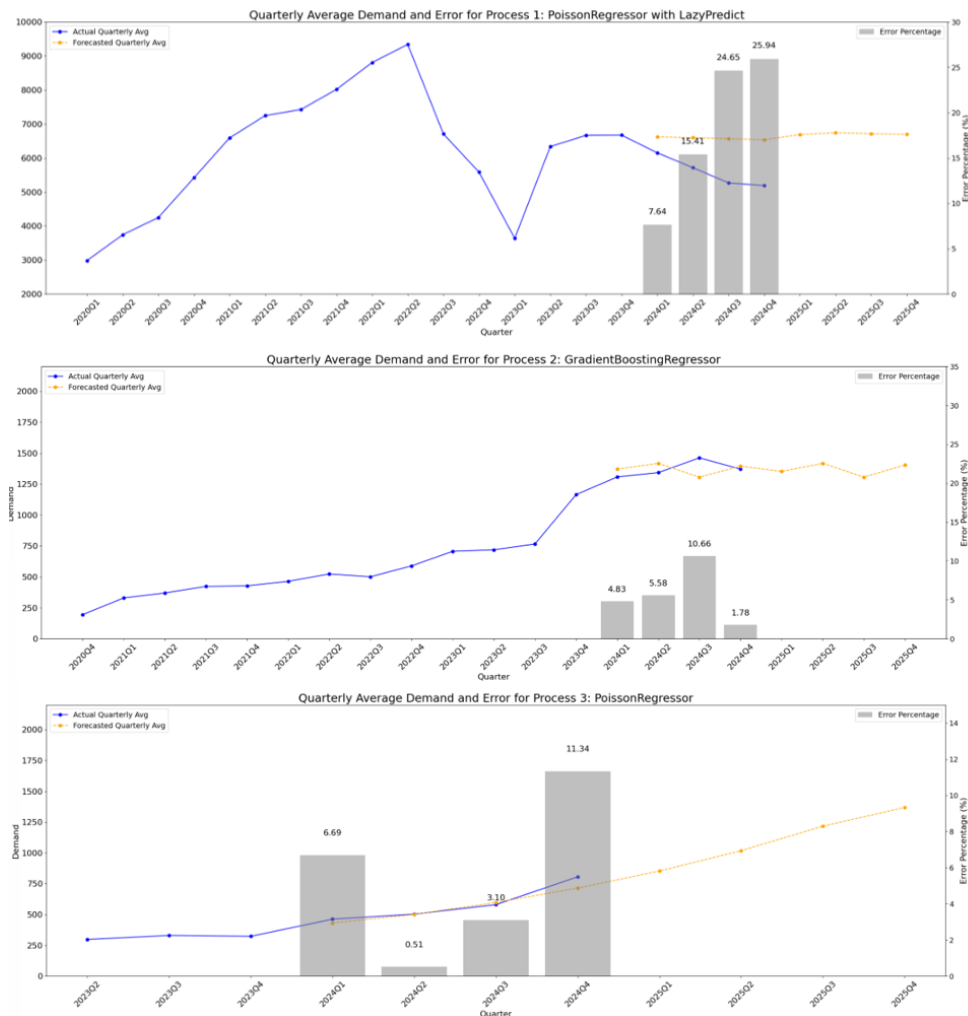 Quarterly Average Demand and Error for Process 1: PoissonRegressor with LazyPredict
Actual Quarterly Avg
Forecasted Quarterly Avg
Error Percentage
10000
9000
8000
7000
6000
5000
4000
3000
2000
7.64
15.41
24.65
25.94
30
25
20
15
10
5
0
Error Percentage (%)
2020Q1 2020Q2 2020Q3 2020Q4 2021Q1 2021Q2 2021Q3 2021Q4 2022Q1 2022Q2 2022Q3 2022Q4 2023Q1 2023Q2 2023Q3 2023Q4 2024Q1 2024Q2 2024Q3 2024Q4 2025Q1 2025Q2 2025Q3 2025Q4
Quarter
Quarterly Average Demand and Error for Process 2: GradientBoostingRegressor
Actual Quarterly Avg
Forecasted Quarterly Avg
Error Percentage
Demand
2000
1750
1500
1250
1000
750
500
250
0
4.83
5.58
10.66
1.78
35
30
25
20
15
10
5
0
Error Percentage (%)
2020Q4 2021Q1 2021Q2 2021Q3 2021Q4 2022Q1 2022Q2 2022Q3 2022Q4 2023Q1 2023Q2 2023Q3 2023Q4 2024Q1 2024Q2 2024Q3 2024Q4 2025Q1 2025Q2 2025Q3 2025Q4
Quarter
Quarterly Average Demand and Error for Process 3: PoissonRegressor
Actual Quarterly Avg
Forecasted Quarterly Avg
Error Percentage
Demand
2000
1750
1500
1250
1000
750
500
250
0
6.69
0.51
3.10
11.34
14
12
10
8
6
4
2
0
Error Percentage (%)
2023Q2 2023Q3 2023Q4 2024Q1 2024Q2 2024Q3 2024Q4 2025Q1 2025Q2 2025Q3 2025Q4
Quarter